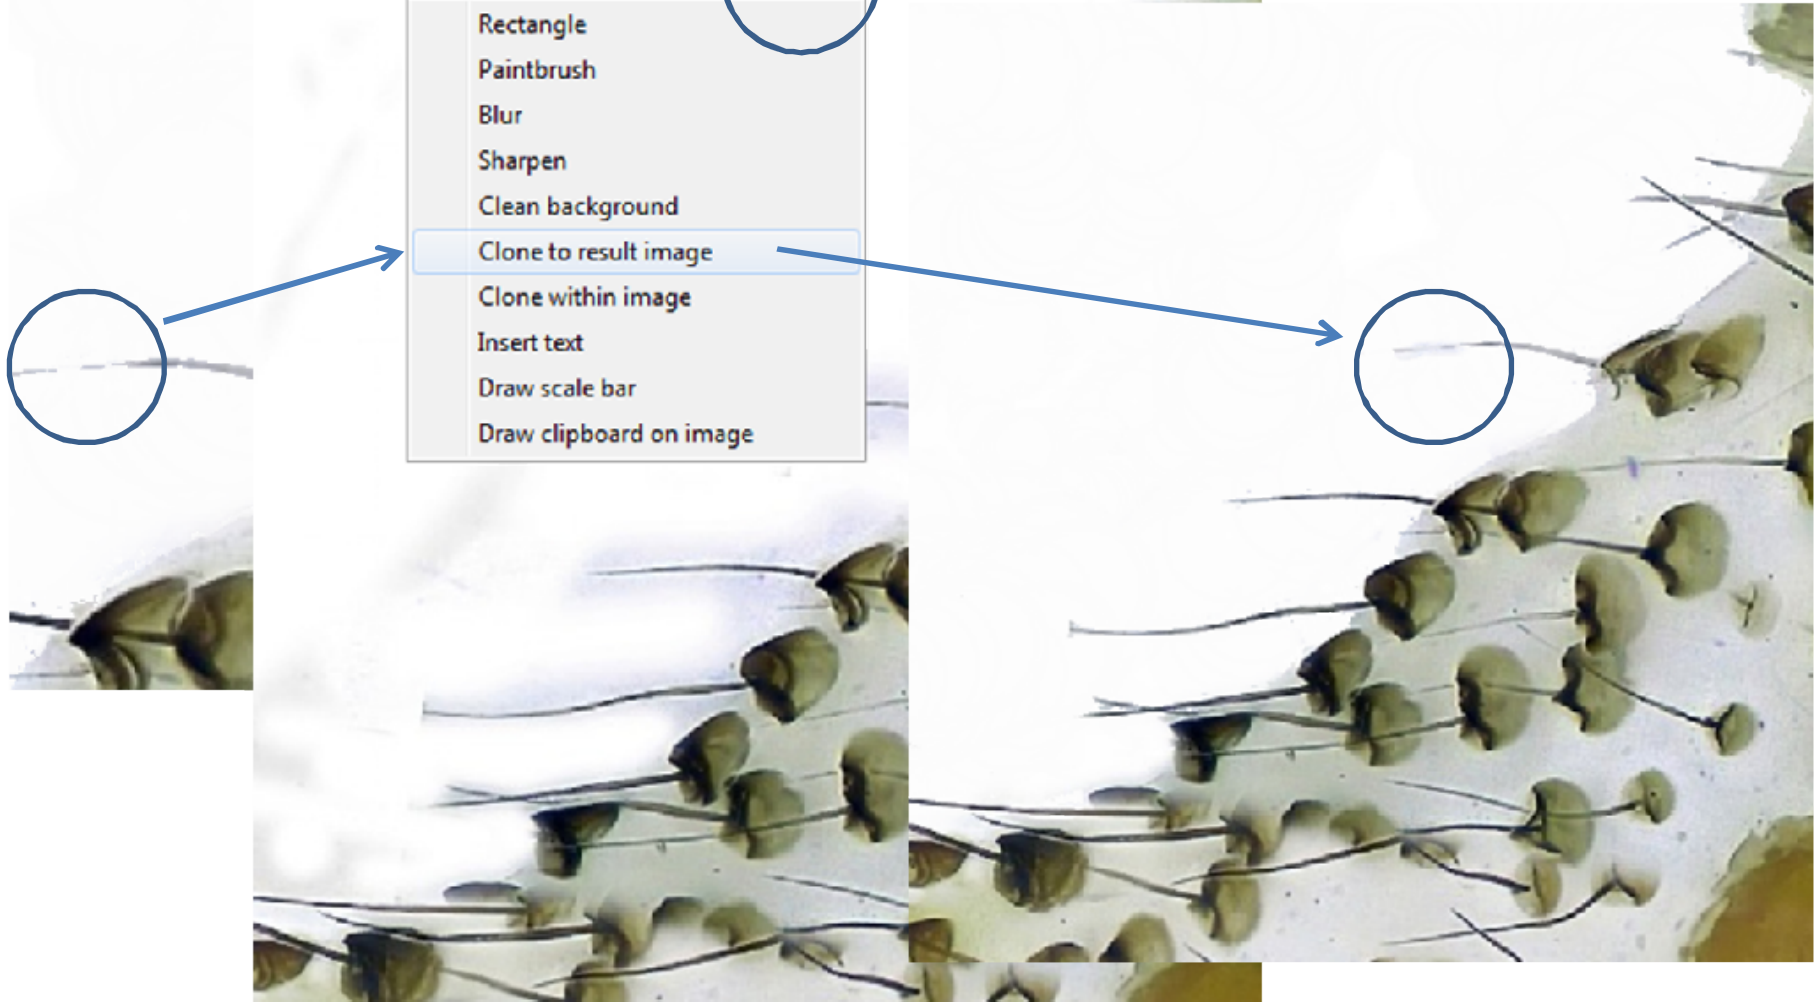 Rectangle
Paintbrush
Blur
Sharpen
Clean background
Clone to result image
Clone within image
Insert text
Draw scale bar
Draw clipboard on image